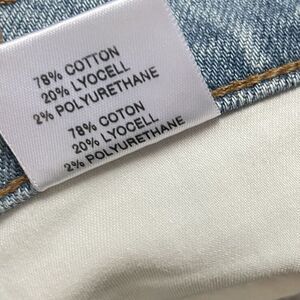 78% COTTON
20% LYOCELL
2% POLYURETHANE
78% COTON
20% LYOCELL
2% POLYURETHANE